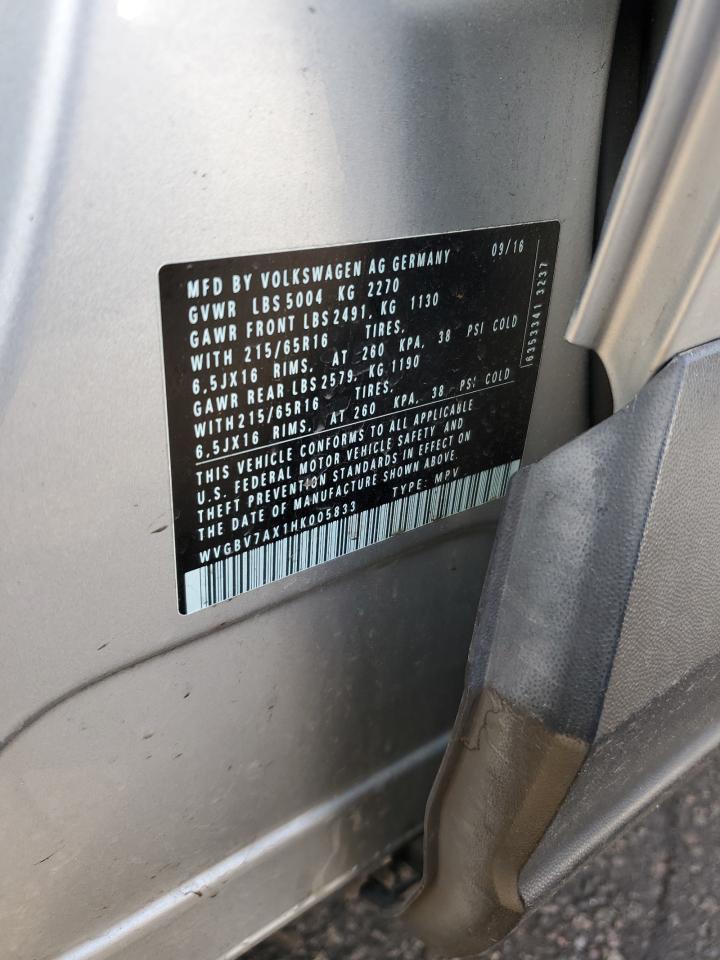 MFD BY VOLKSWAGEN AG GERMANY 09/16
GVWR LBS 5004 KG 2270
GAWR FRONT LBS 2491, KG 1130
WITH 215/65R16 TIRES,
6,5JX16 RIMS, AT 260 KPA, 38 PSI COLD
GAWR REAR LBS 2579, KG 1190
WITH 215/65R16 TIRES,
6,5JX16 RIMS, AT 260 KPA, 38 PSI COLD
THIS VEHICLE CONFORMS TO ALL APPLICABLE
U.S. FEDERAL MOTOR VEHICLE SAFETY AND
THEFT PREVENTION STANDARDS IN EFFECT ON
THE DATE OF MANUFACTURE SHOWN ABOVE.
WVGBV7AX1HK005833 TYPE: MPV
6353341 3237